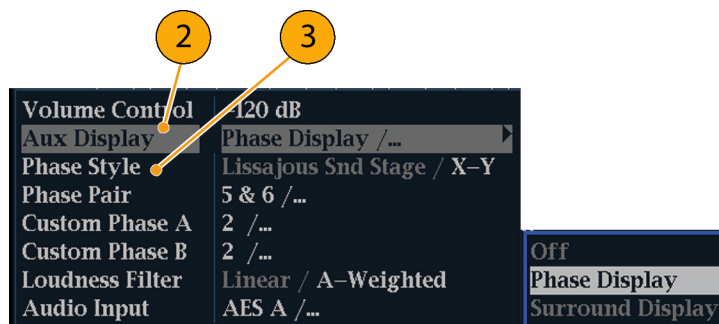 2 3
Volume Control -120 dB
Aux Display Phase Display /...
Phase Style Lissajous Snd Stage / X-Y
Phase Pair 5 & 6 /...
Custom Phase A 2 /...
Custom Phase B 2 /...
Loudness Filter Linear / A-Weighted
Audio Input AES A /...
Off
Phase Display
Surround Display